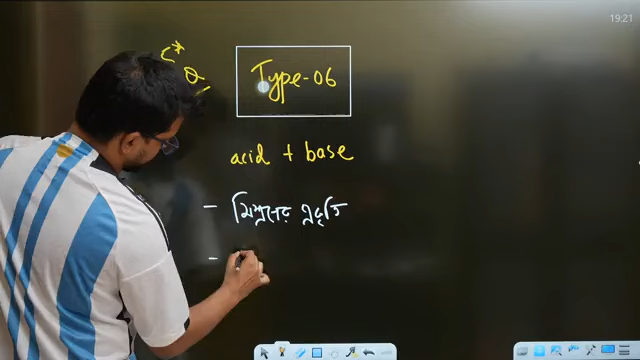 19:21
Type-06
acid + base
- মিশ্রণের প্রকৃতি
-